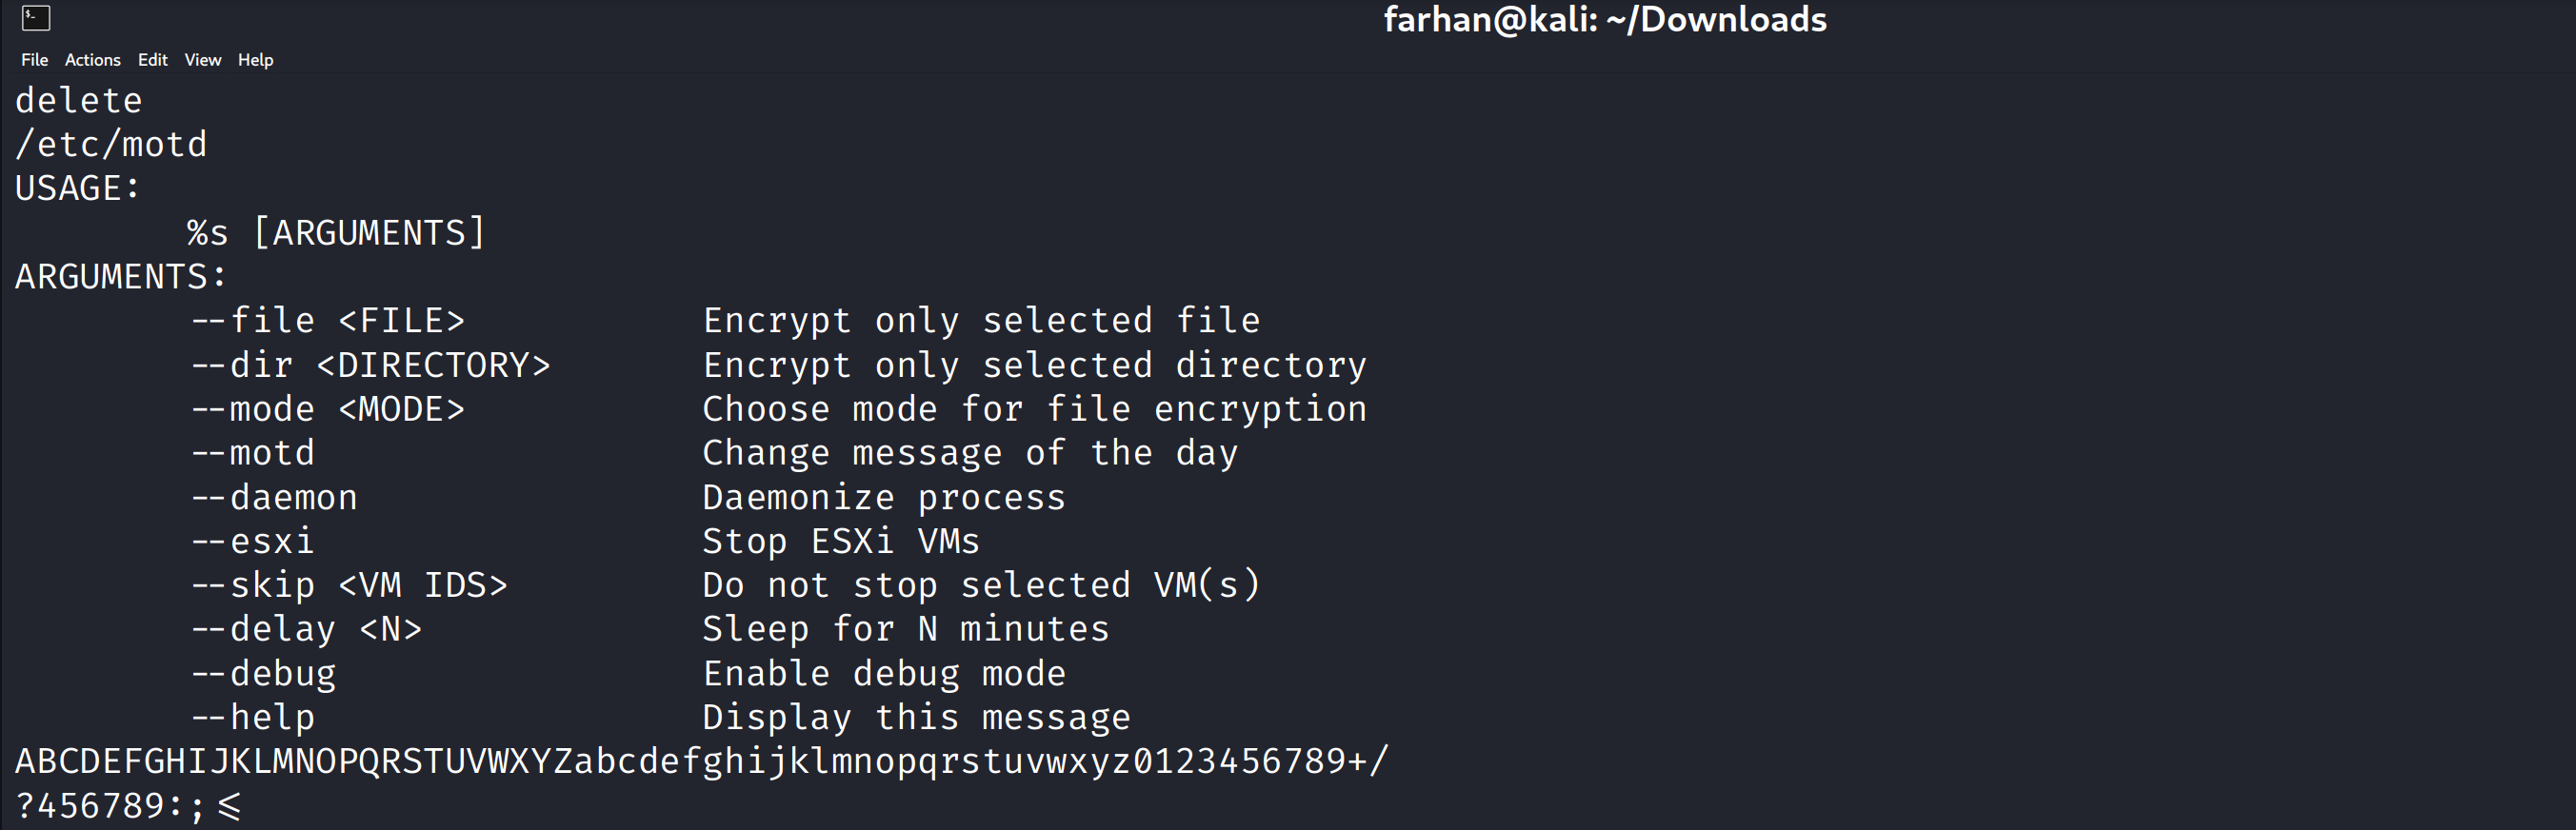 farhan@kali: ~/Downloads
File Actions Edit View Help
delete
/etc/motd
USAGE:
%s [ARGUMENTS]
ARGUMENTS:
--file <FILE> Encrypt only selected file
--dir <DIRECTORY> Encrypt only selected directory
--mode <MODE> Choose mode for file encryption
--motd Change message of the day
--daemon Daemonize process
--esxi Stop ESXi VMs
--skip <VM IDS> Do not stop selected VM(s)
--delay <N> Sleep for N minutes
--debug Enable debug mode
--help Display this message
ABCDEFGHIJKLMNOPQRSTUVWXYZabcdefghijklmnopqrstuvwxyz0123456789+/
?456789:;<=